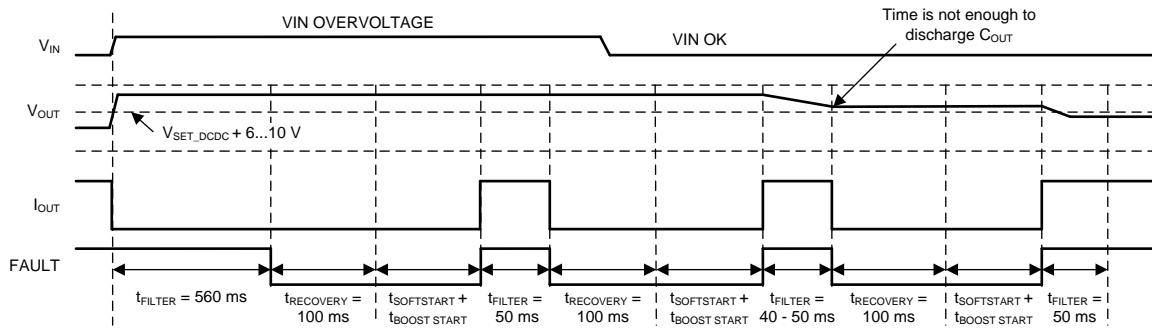 VIN OVERVOLTAGE
VIN OK
Time is not enough to
discharge COUT
VIN
VOUT
VSET_DCDC + 6...10 V
IOUT
FAULT
tFILTER = 560 ms
tRECOVERY =
100 ms
tSOFTSTART +
tBOOST START
tFILTER =
50 ms
tRECOVERY =
100 ms
tSOFTSTART +
tBOOST START
tFILTER =
40 - 50 ms
tRECOVERY =
100 ms
tSOFTSTART +
tBOOST START
tFILTER =
50 ms